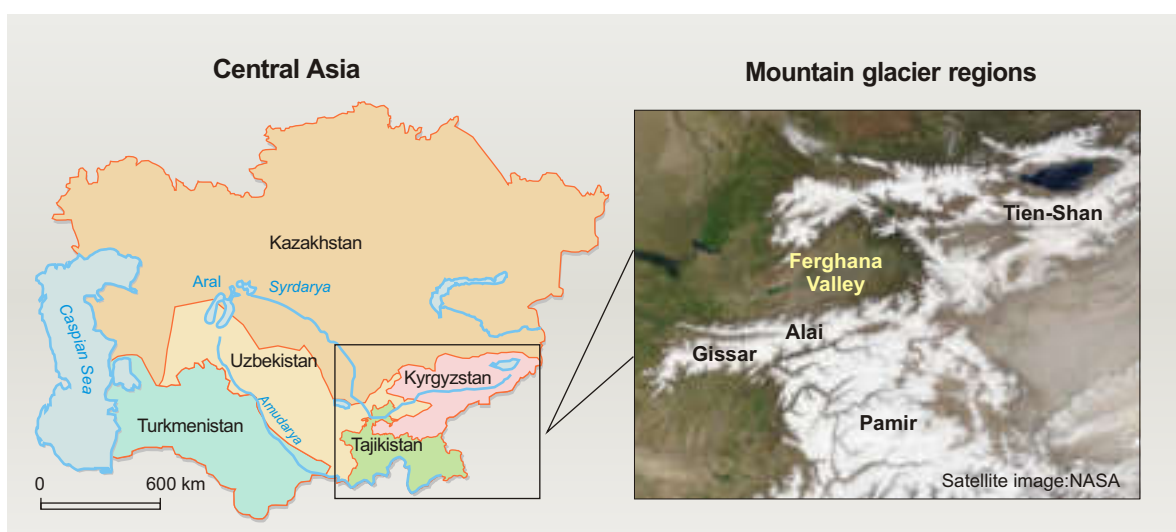 Central Asia
Kazakhstan
Aral
Syrdarya
Caspian Sea
Uzbekistan
Kyrgyzstan
Amudarya
Turkmenistan
Tajikistan
0
600 km
Mountain glacier regions
Tien-Shan
Ferghana
Valley
Alai
Gissar
Pamir
Satellite image:NASA